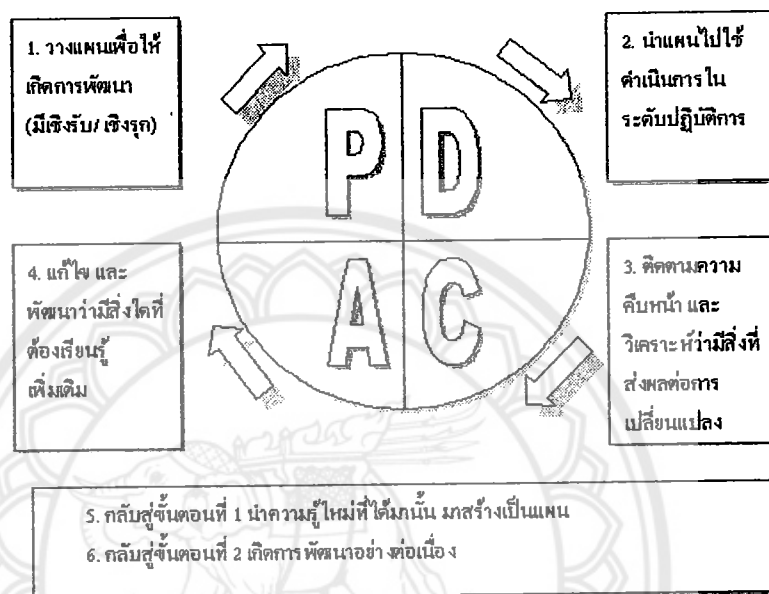 1. วางแผนเพื่อให้
เกิดการพัฒนา
(มีเชิงรับ/ เชิงรุก)
2. นำแผนไปใช้
ดำเนินการใน
ระดับปฏิบัติการ
P D
A C
4. แก้ไข และ
พัฒนาว่ามีสิ่งใดที่
ต้องเรียนรู้
เพิ่มเติม
3. ติดตามความ
คืบหน้า และ
วิเคราะห์ว่ามีสิ่งที่
ส่งผลต่อการ
เปลี่ยนแปลง
5. กลับสู่ขั้นตอนที่ 1 นำความรู้ใหม่ที่ได้มานั้น มาสร้างเป็นแผน
6. กลับสู่ขั้นตอนที่ 2 เกิดการพัฒนาอย่างต่อเนื่อง